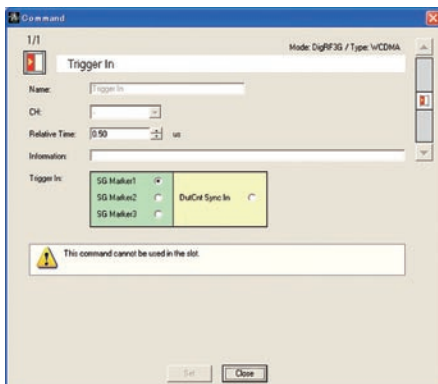 Command
1/1
Mode: DigRF3G / Type: WCDMA
Trigger In
Name: Trigger In
CH: -
Relative Time: 0.50 us
Information:
Trigger In:
SG Marker1
SG Marker2 DutCnt Sync In
SG Marker3
This command cannot be used in the slot.
Set Close